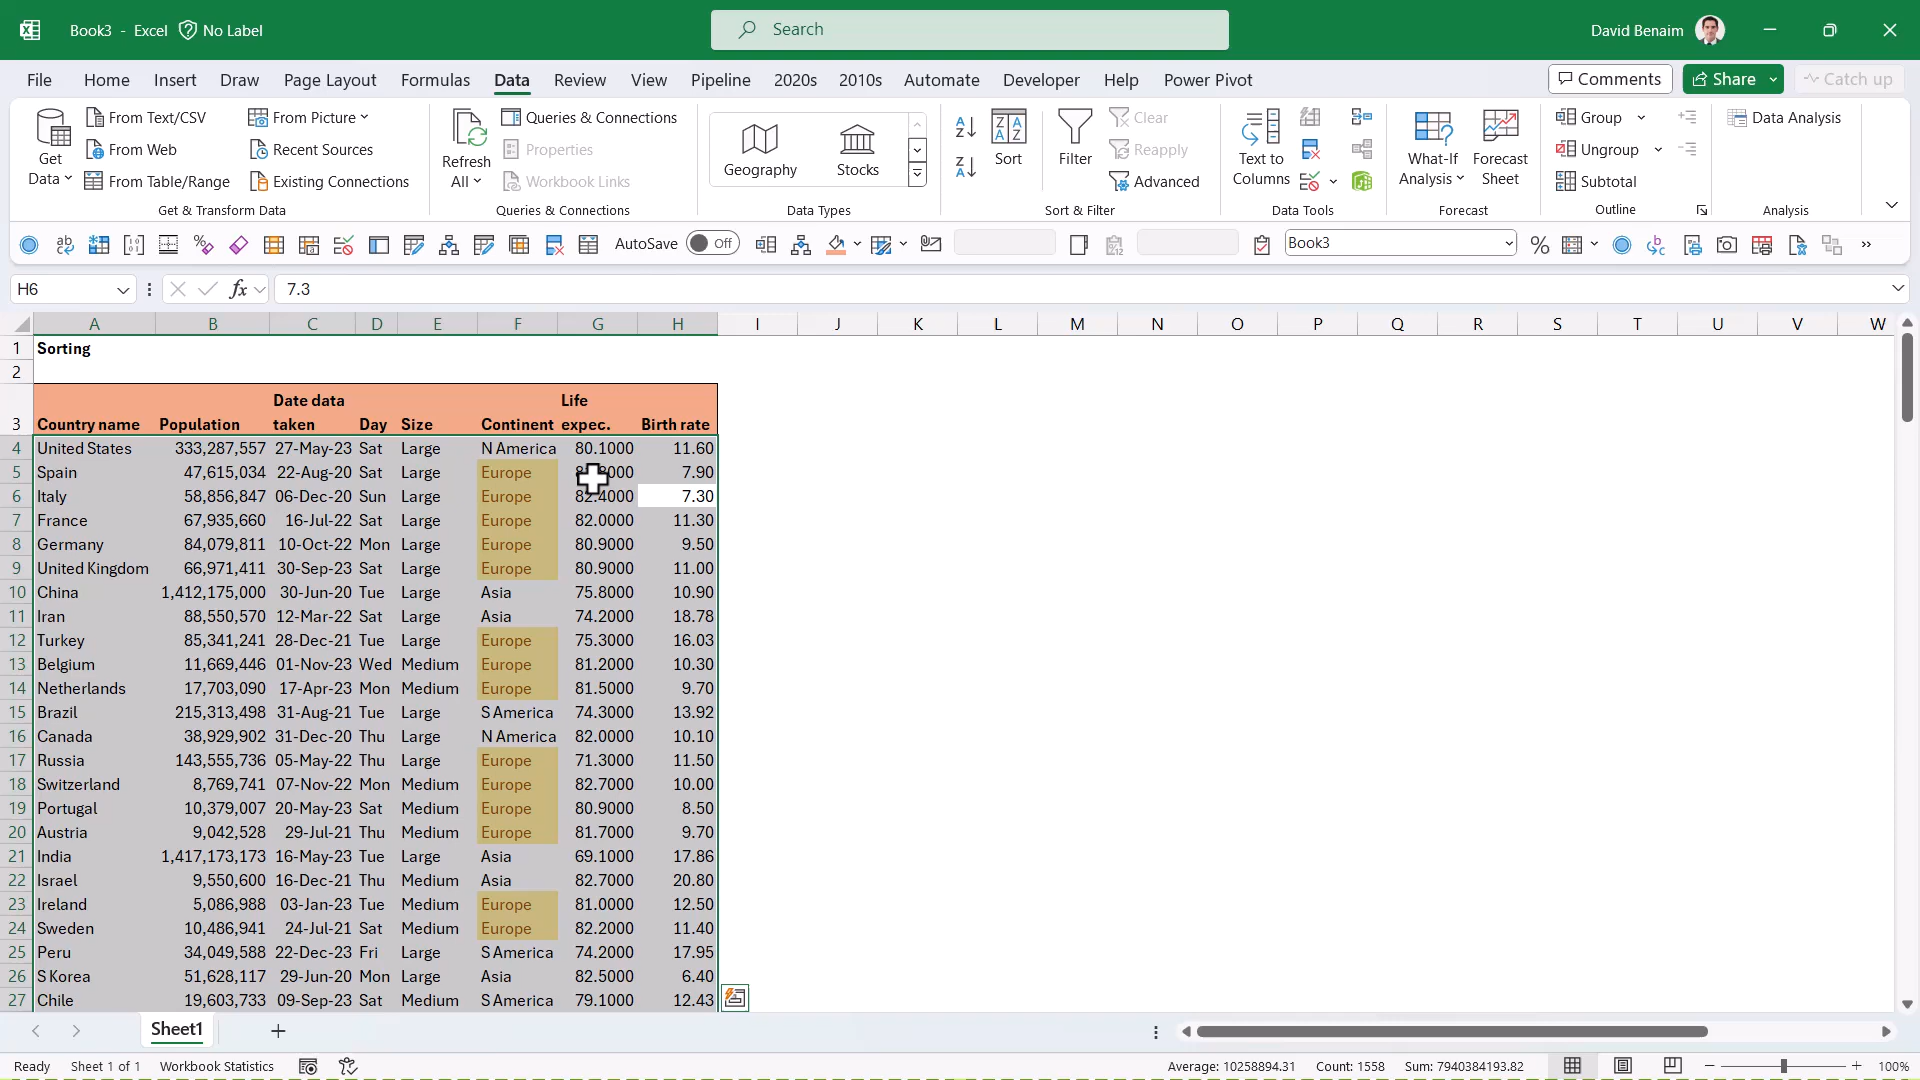 Book3 - Excel No Label
Search
David Benaim
File Home Insert Draw Page Layout Formulas Data Review View Pipeline 2020s 2010s Automate Developer Help Power Pivot
Comments Share Catch up
Get Data
From Text/CSV
From Web
From Table/Range
From Picture
Recent Sources
Existing Connections
Get & Transform Data
Refresh All
Queries & Connections
Properties
Workbook Links
Queries & Connections
Geography Stocks
Data Types
Sort
Filter
Clear
Reapply
Advanced
Sort & Filter
Text to Columns
Data Tools
What-If Analysis
Forecast Sheet
Forecast
Group
Ungroup
Subtotal
Outline
Data Analysis
Analysis
AutoSave Off
Book3
H6 fx 7.3
A B C D E F G H I J K L M N O P Q R S T U V W
1 Sorting
2
3 Country name Population Date data taken Day Size Continent Life expec. Birth rate
4 United States 333,287,557 27-May-23 Sat Large N America 80.1000 11.60
5 Spain 47,615,034 22-Aug-20 Sat Large Europe 7.90
6 Italy 58,856,847 06-Dec-20 Sun Large Europe 82.4000 7.30
7 France 67,935,660 16-Jul-22 Sat Large Europe 82.0000 11.30
8 Germany 84,079,811 10-Oct-22 Mon Large Europe 80.9000 9.50
9 United Kingdom 66,971,411 30-Sep-23 Sat Large Europe 80.9000 11.00
10 China 1,412,175,000 30-Jun-20 Tue Large Asia 75.8000 10.90
11 Iran 88,550,570 12-Mar-22 Sat Large Asia 74.2000 18.78
12 Turkey 85,341,241 28-Dec-21 Tue Large Europe 75.3000 16.03
13 Belgium 11,669,446 01-Nov-23 Wed Medium Europe 81.2000 10.30
14 Netherlands 17,703,090 17-Apr-23 Mon Medium Europe 81.5000 9.70
15 Brazil 215,313,498 31-Aug-21 Tue Large S America 74.3000 13.92
16 Canada 38,929,902 31-Dec-20 Thu Large N America 82.0000 10.10
17 Russia 143,555,736 05-May-22 Thu Large Europe 71.3000 11.50
18 Switzerland 8,769,741 07-Nov-22 Mon Medium Europe 82.7000 10.00
19 Portugal 10,379,007 20-May-23 Sat Medium Europe 80.9000 8.50
20 Austria 9,042,528 29-Jul-21 Thu Medium Europe 81.7000 9.70
21 India 1,417,173,173 16-May-23 Tue Large Asia 69.1000 17.86
22 Israel 9,550,600 16-Dec-21 Thu Medium Asia 82.7000 20.80
23 Ireland 5,086,988 03-Jan-23 Tue Medium Europe 81.0000 12.50
24 Sweden 10,486,941 24-Jul-21 Sat Medium Europe 82.2000 11.40
25 Peru 34,049,588 22-Dec-23 Fri Large S America 74.2000 17.95
26 S Korea 51,628,117 29-Jun-20 Mon Large Asia 82.5000 6.40
27 Chile 19,603,733 09-Sep-23 Sat Medium S America 79.1000 12.43
Sheet1
Ready Sheet 1 of 1 Workbook Statistics Average: 10258894.31 Count: 1558 Sum: 7940384193.82 100%